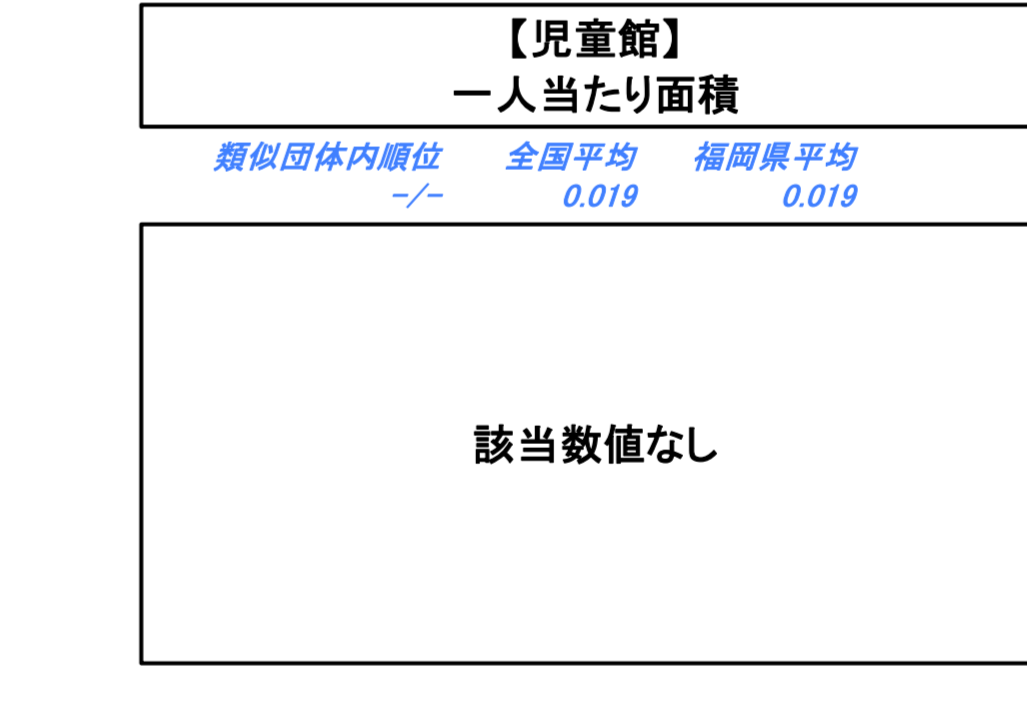 【児童館】
一人当たり面積
類似団体内順位 全国平均 福岡県平均
-/- 0.019 0.019
該当数値なし